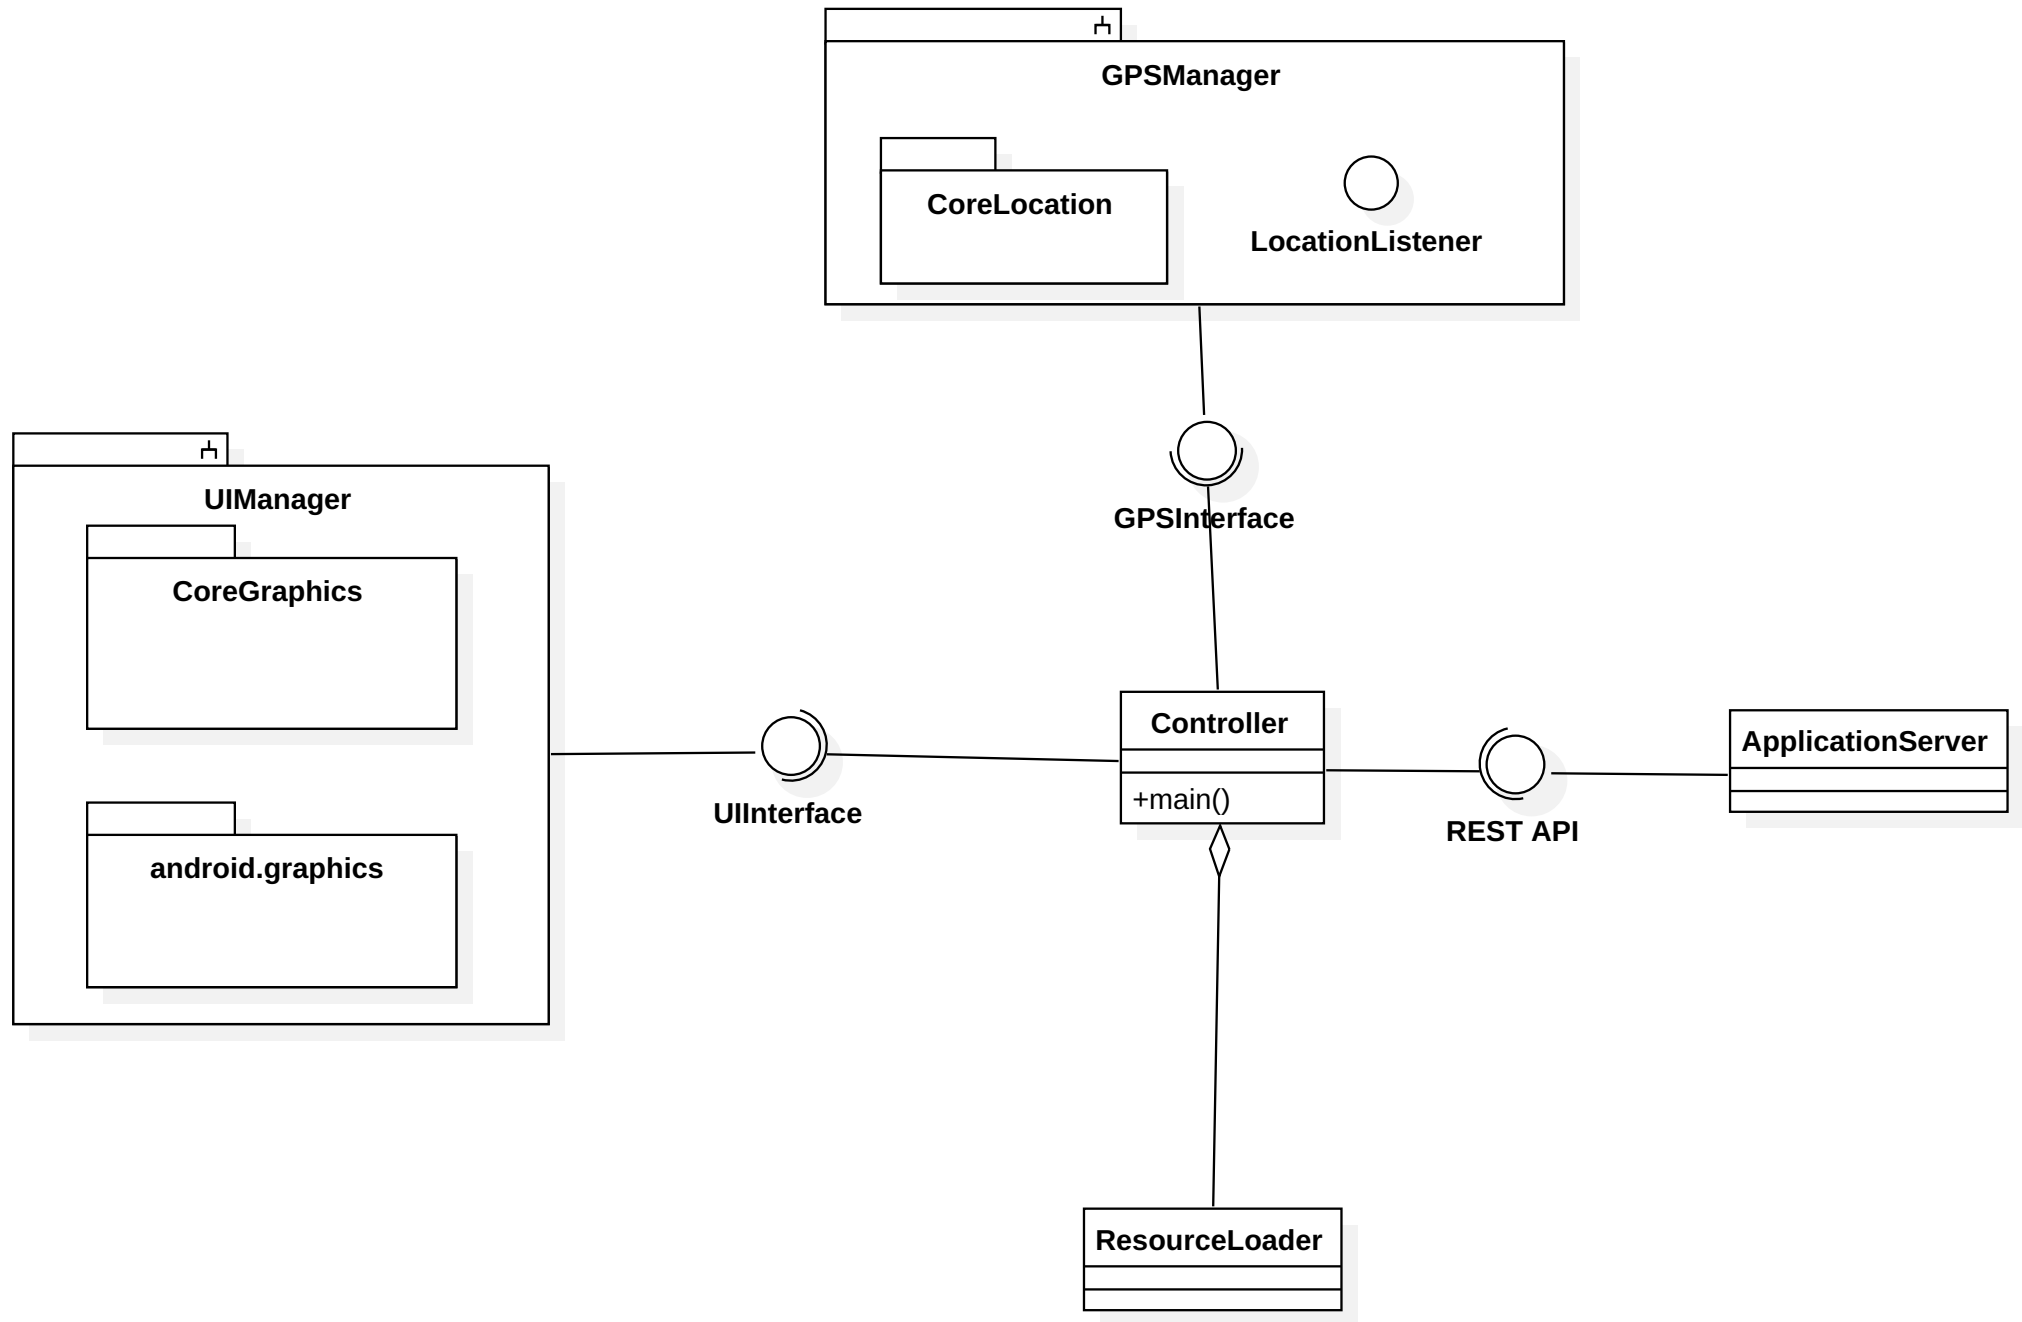 GPSManager
CoreLocation
LocationListener
GPSInterface
UIManager
CoreGraphics
android.graphics
UIInterface
Controller
+main()
REST API
ApplicationServer
ResourceLoader